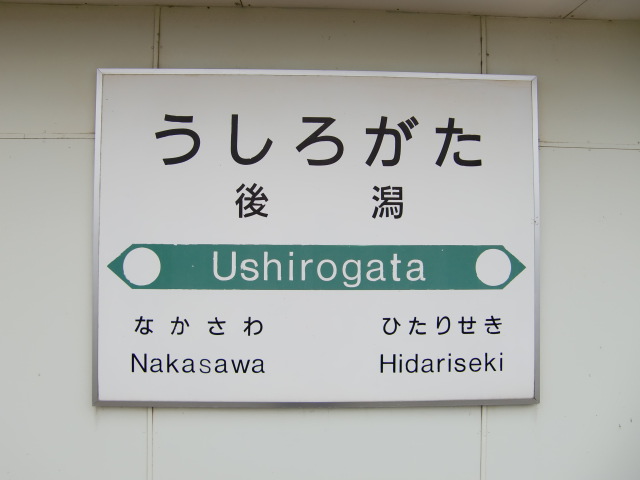 うしろがた
後潟
Ushirogata
なかさわ ひたりせき
Nakasawa Hidariseki